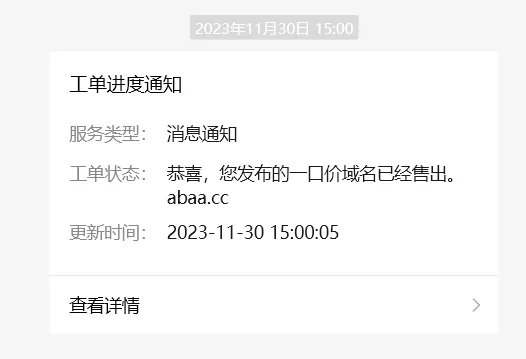 2023年11月30日 15:00
工单进度通知
服务类型： 消息通知
工单状态： 恭喜，您发布的一口价域名已经售出。
abaa.cc
更新时间： 2023-11-30 15:00:05
查看详情